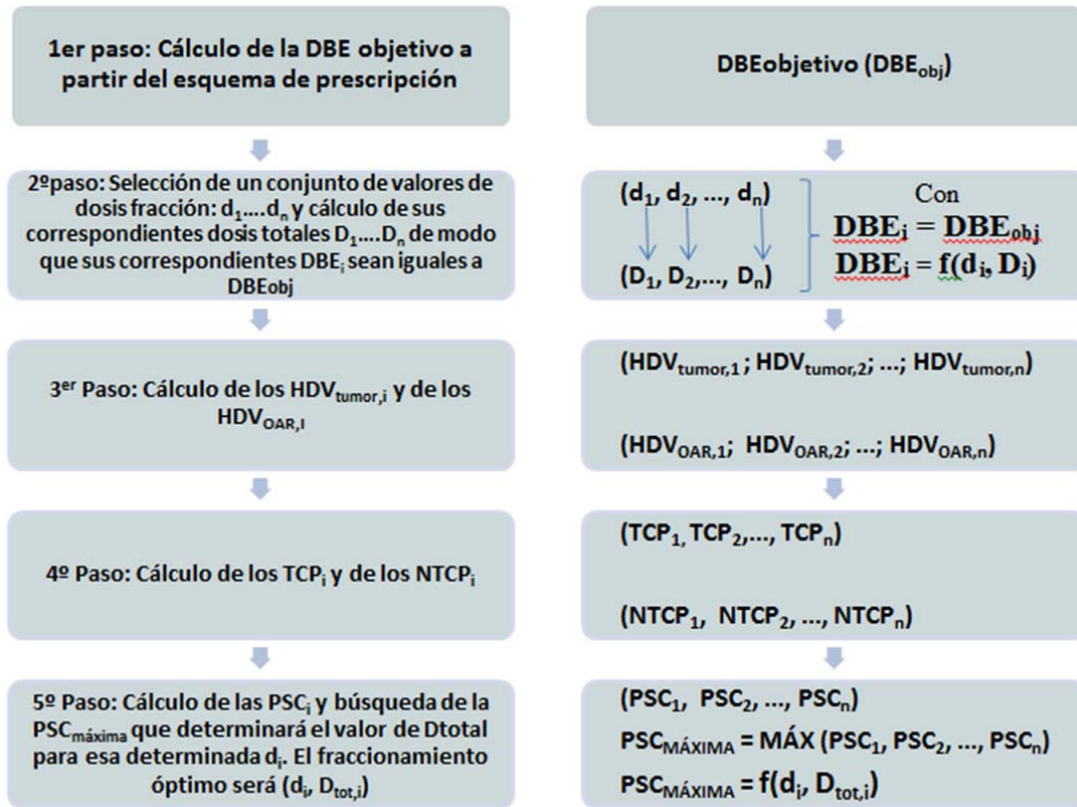 1er paso: Cálculo de la DBE objetivo a
partir del esquema de prescripción
DBEobjetivo (DBEobj)
2ºpaso: Selección de un conjunto de valores de
dosis fracción: d1....dn y cálculo de sus
correspondientes dosis totales D1....Dn de modo
que sus correspondientes DBEi sean iguales a
DBEobj
(d1, d2, ..., dn)
(D1, D2,..., Dn)
Con
DBEi = DBEobj
DBEi = f(di, Di)
3er Paso: Cálculo de los HDVtumor,i y de los
HDVOAR,I
(HDVtumor,1 ; HDVtumor,2; ...; HDVtumor,n)
(HDVOAR,1; HDVOAR,2; ...; HDVOAR,n)
4º Paso: Cálculo de los TCPi y de los NTCPi
(TCP1, TCP2,..., TCPn)
(NTCP1, NTCP2, ..., NTCPn)
5º Paso: Cálculo de las PSCi y búsqueda de la
PSCmáxima que determinará el valor de Dtotal
para esa determinada di. El fraccionamiento
óptimo será (di, Dtot,i)
(PSC1, PSC2, ..., PSCn)
PSCMÁXIMA = MÁX (PSC1, PSC2, ..., PSCn)
PSCMÁXIMA = f(di, Dtot,i)